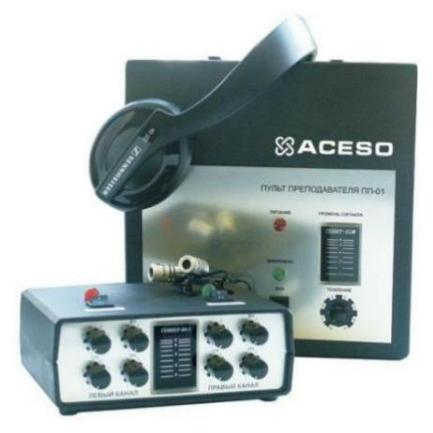 SENNHEISER
ACESO
ПУЛЬТ ПРЕПОДАВАТЕЛЯ ПП-01
ПИТАНИЕ
УРОВЕНЬ СИГНАЛА
УСИЛЕНИЕ
ЛЕВЫЙ КАНАЛ
ПРАВЫЙ КАНАЛ